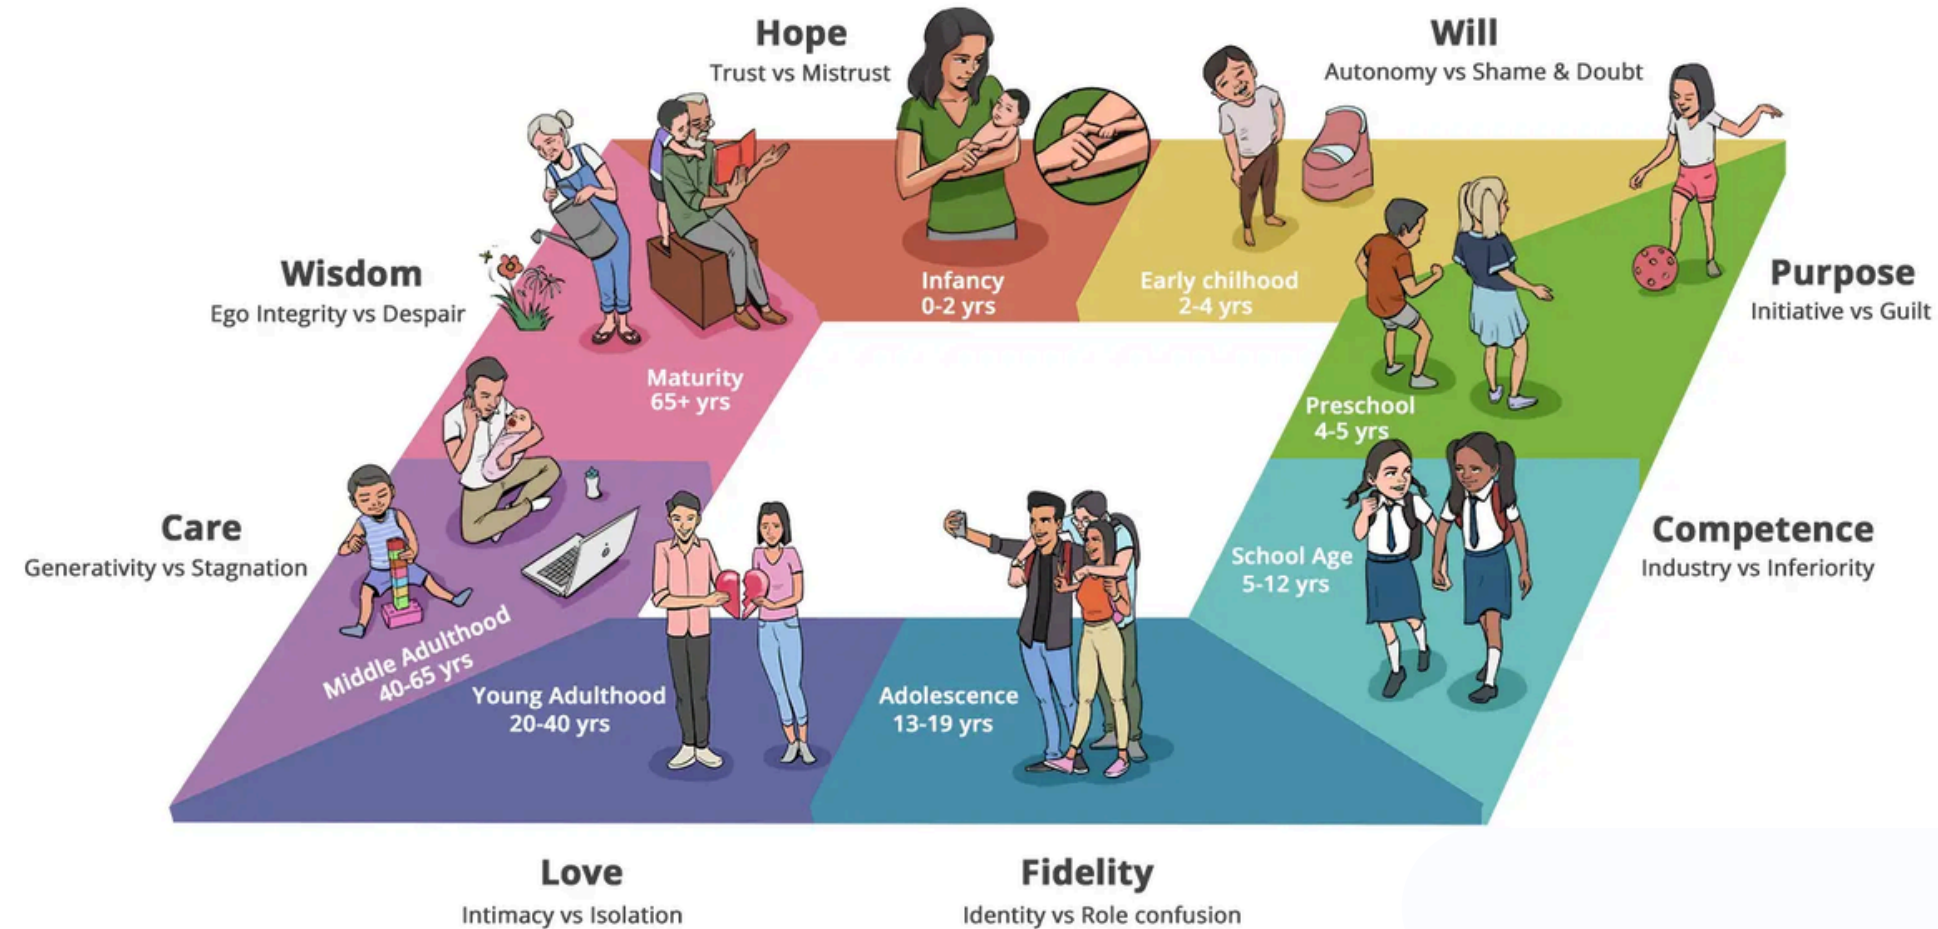 Hope
Trust vs Mistrust
Infancy
0-2 yrs
Will
Autonomy vs Shame & Doubt
Early chilhood
2-4 yrs
Purpose
Initiative vs Guilt
Preschool
4-5 yrs
Competence
Industry vs Inferiority
School Age
5-12 yrs
Fidelity
Identity vs Role confusion
Adolescence
13-19 yrs
Love
Intimacy vs Isolation
Young Adulthood
20-40 yrs
Care
Generativity vs Stagnation
Middle Adulthood
40-65 yrs
Wisdom
Ego Integrity vs Despair
Maturity
65+ yrs